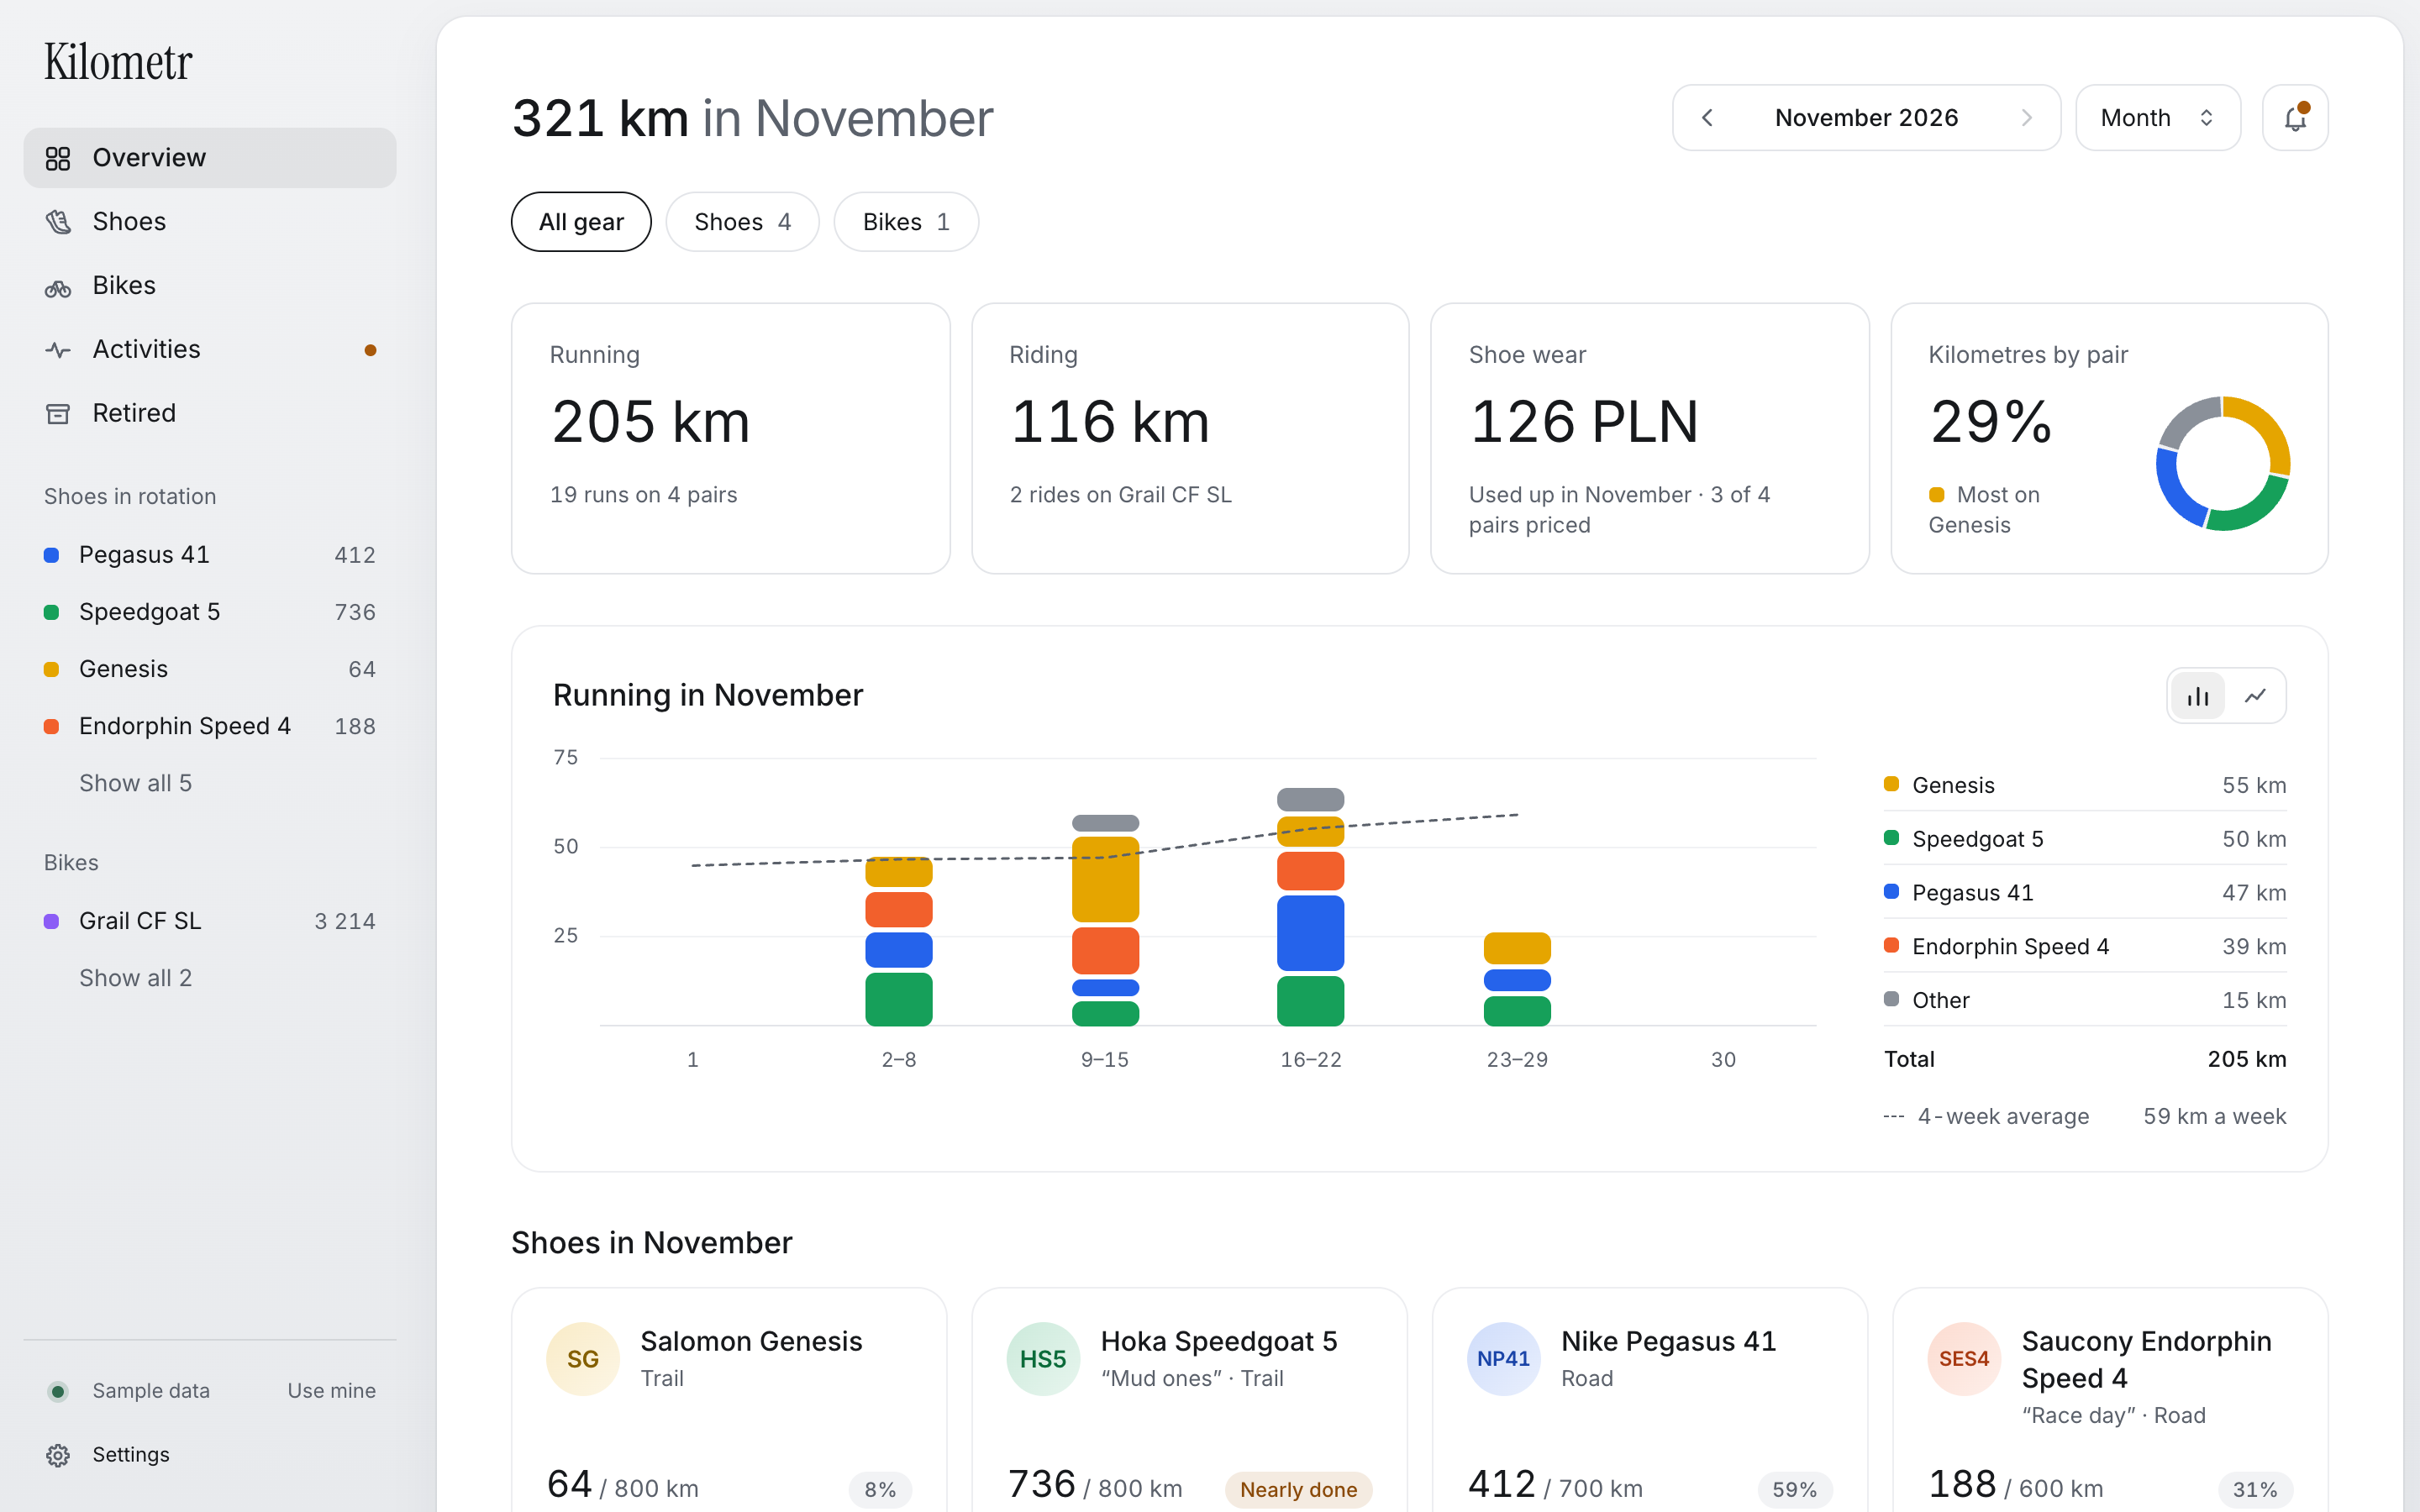 Kilometr
Overview
Shoes
Bikes
Activities
Retired
Shoes in rotation
Pegasus 41 412
Speedgoat 5 736
Genesis 64
Endorphin Speed 4 188
Show all 5
Bikes
Grail CF SL 3 214
Show all 2
Sample data Use mine
Settings
321 km in November
November 2026
Month
All gear
Shoes 4
Bikes 1
Running
205 km
19 runs on 4 pairs
Riding
116 km
2 rides on Grail CF SL
Shoe wear
126 PLN
Used up in November · 3 of 4
pairs priced
Kilometres by pair
29%
Most on
Genesis
Running in November
75
50
25
1 2–8 9–15 16–22 23–29 30
Genesis 55 km
Speedgoat 5 50 km
Pegasus 41 47 km
Endorphin Speed 4 39 km
Other 15 km
Total 205 km
4-week average 59 km a week
Shoes in November
SG
Salomon Genesis
Trail
64 / 800 km 8%
HS5
Hoka Speedgoat 5
“Mud ones” · Trail
736 / 800 km Nearly done
NP41
Nike Pegasus 41
Road
412 / 700 km 59%
SES4
Saucony Endorphin
Speed 4
“Race day” · Road
188 / 600 km 31%